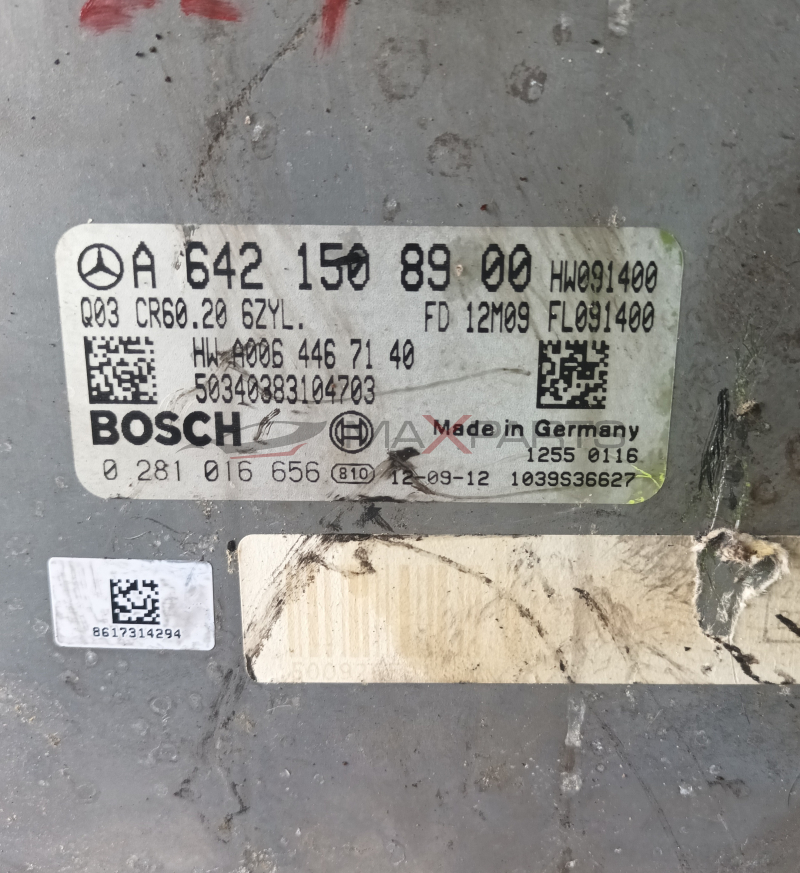 A 642 150 89 00 HW091400
Q03 CR60.20 6ZYL. FD 12M09 FL091400
HW A006 446 71 40
50340383104703
BOSCH Made in Germany
MAXPARTS
1255 0116
0 281 016 656 810 12-09-12 1039S36627
8617314294